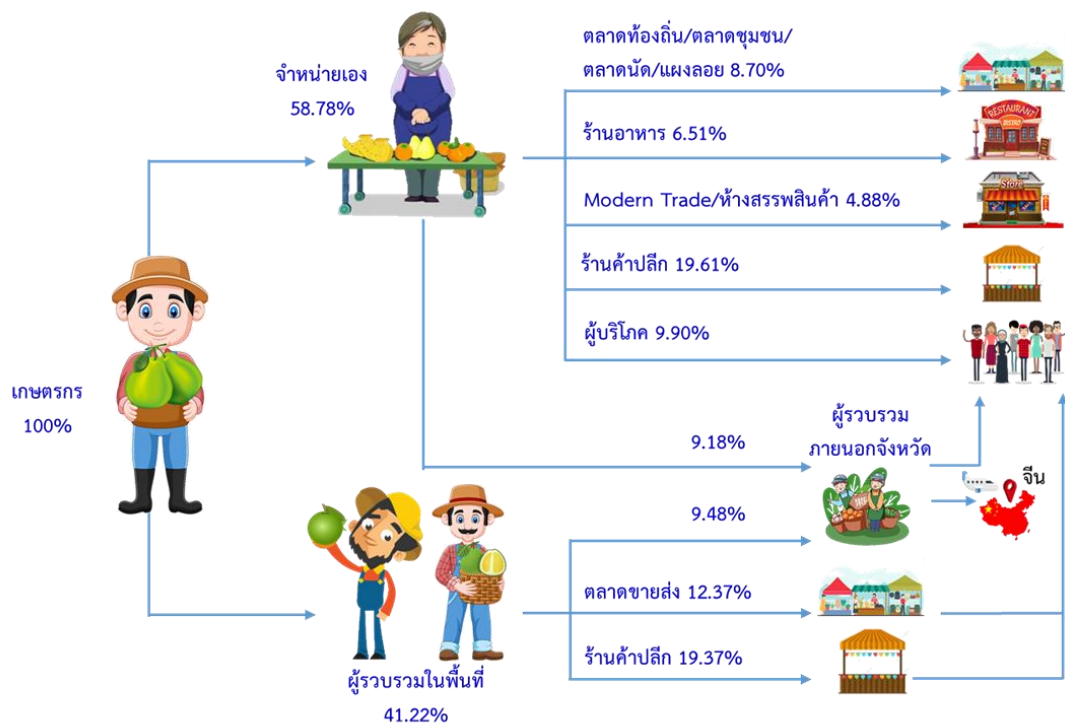 จำหน่ายเอง
58.78%
ตลาดท้องถิ่น/ตลาดชุมชน/
ตลาดนัด/แผงลอย 8.70%
RESTAURANT
BISTRO
ร้านอาหาร 6.51%
Store
Modern Trade/ห้างสรรพสินค้า 4.88%
ร้านค้าปลีก 19.61%
ผู้บริโภค 9.90%
เกษตรกร
100%
ผู้รวบรวม
ภายนอกจังหวัด
9.18%
จีน
9.48%
ตลาดขายส่ง 12.37%
ร้านค้าปลีก 19.37%
ผู้รวบรวมในพื้นที่
41.22%